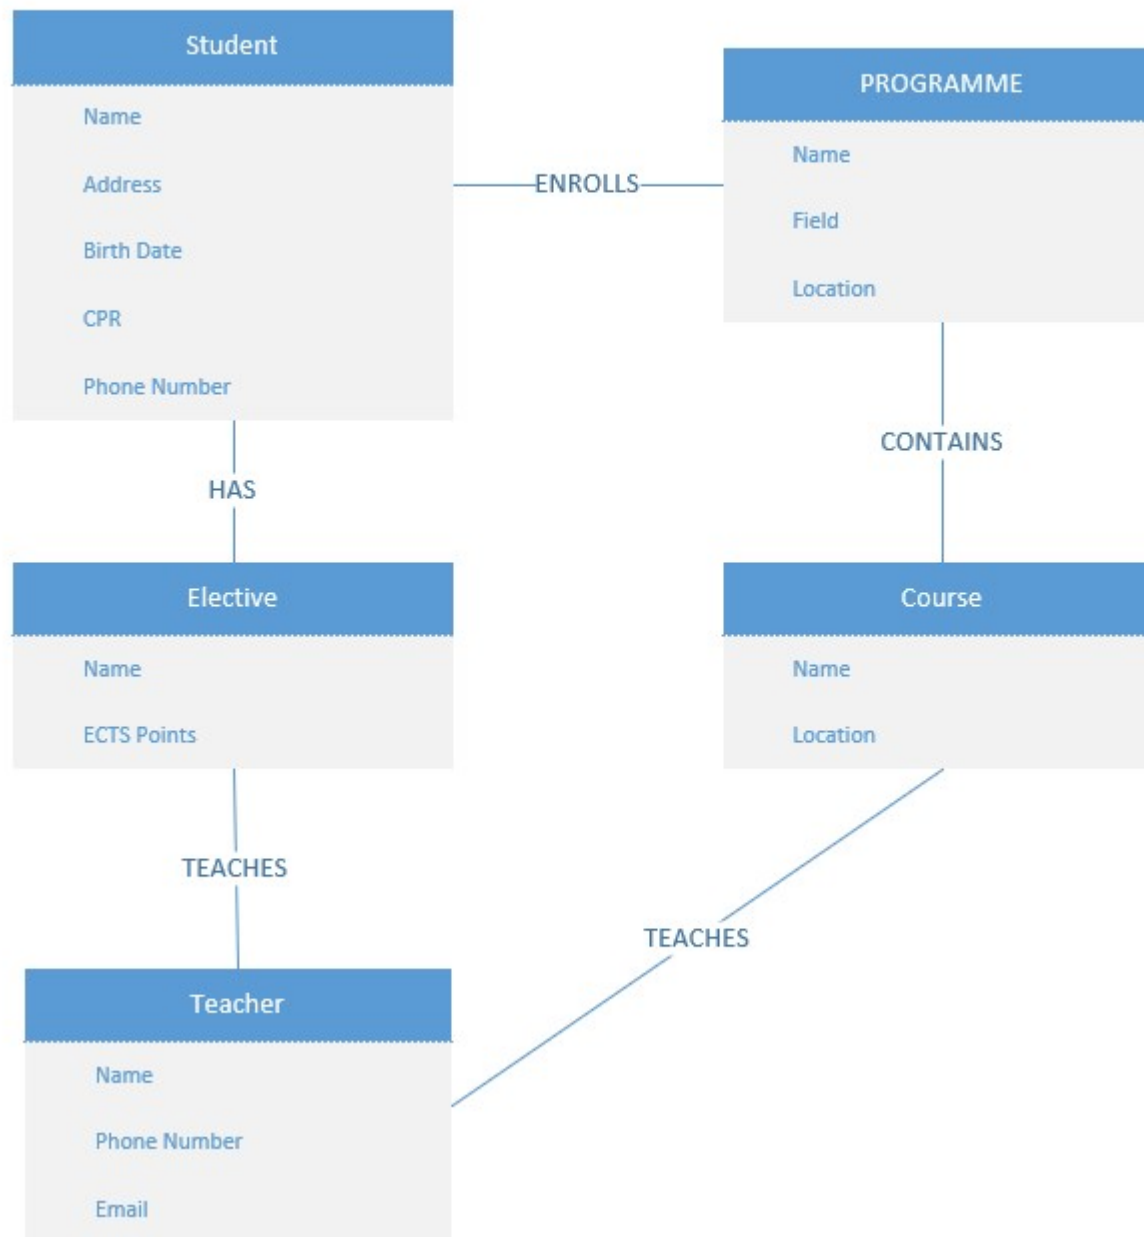 Student
Name
Address
Birth Date
CPR
Phone Number
PROGRAMME
Name
Field
Location
ENROLLS
HAS
CONTAINS
Elective
Name
ECTS Points
Course
Name
Location
TEACHES
TEACHES
Teacher
Name
Phone Number
Email